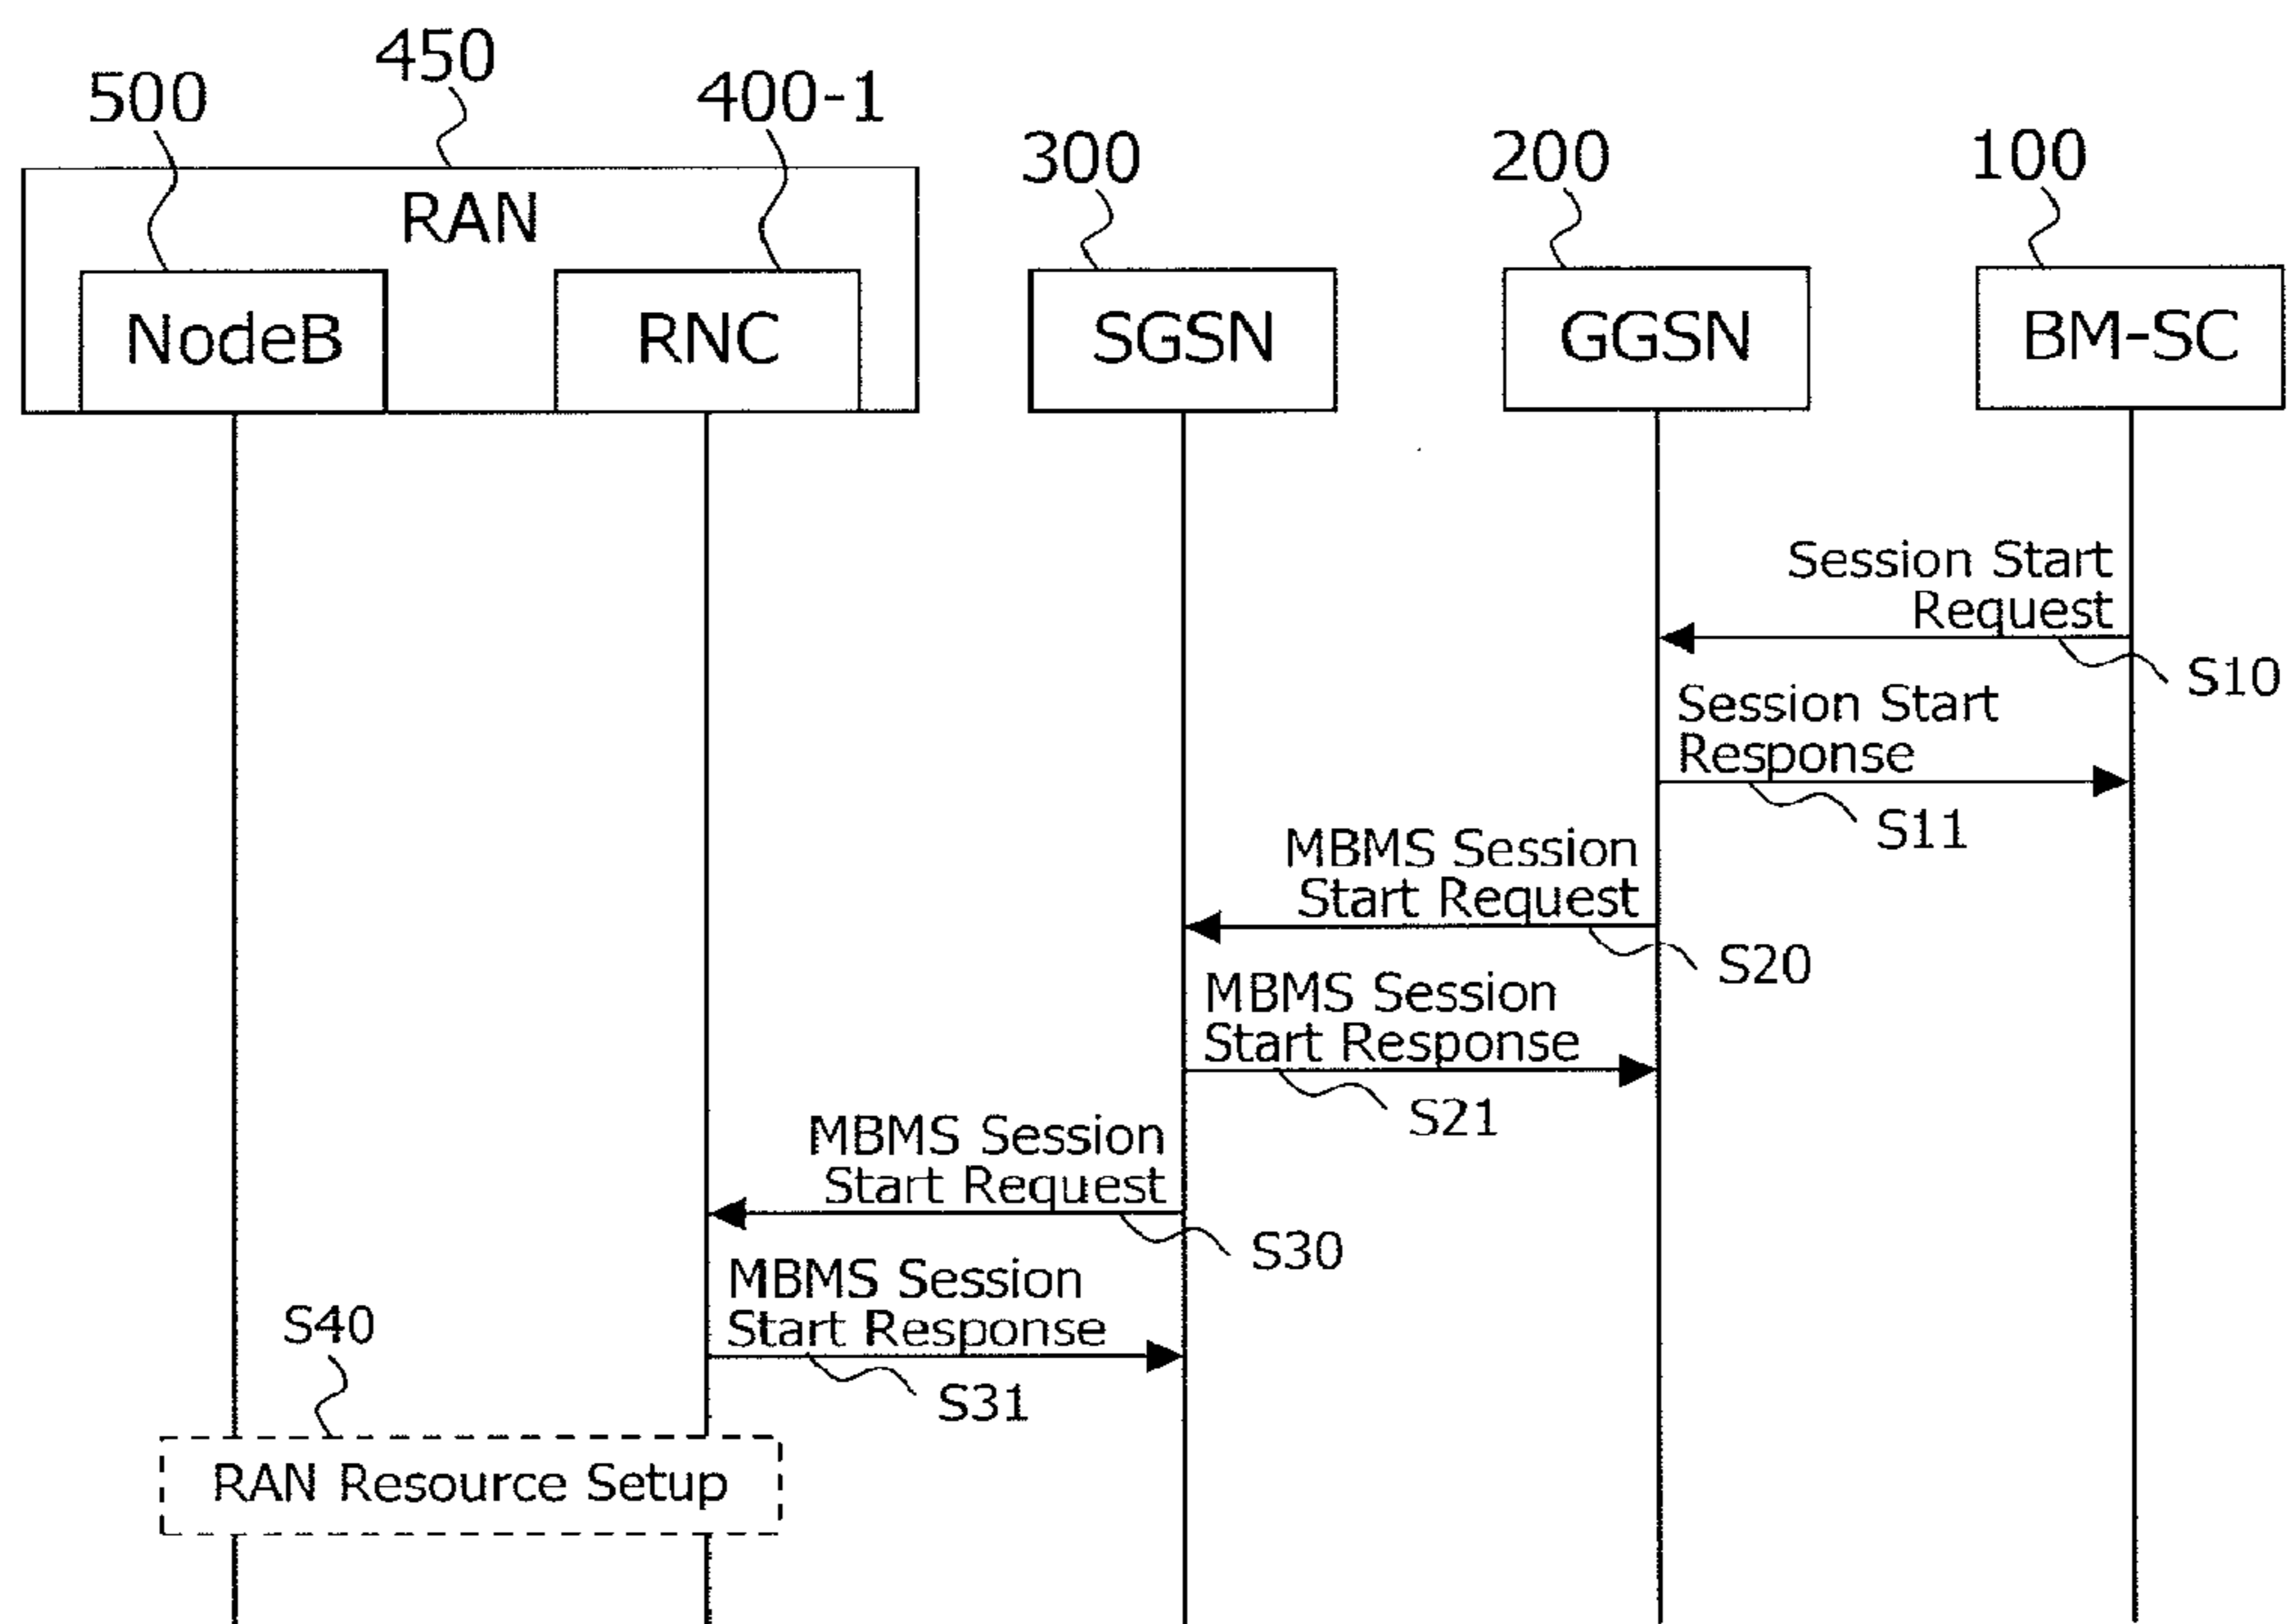 450
500
400-1
300
200
100
RAN
NodeB
RNC
SGSN
GGSN
BM-SC
Session Start
Request
S10
Session Start
Response
S11
MBMS Session
Start Request
S20
MBMS Session
Start Response
S21
MBMS Session
Start Request
S30
MBMS Session
Start Response
S31
S40
RAN Resource Setup